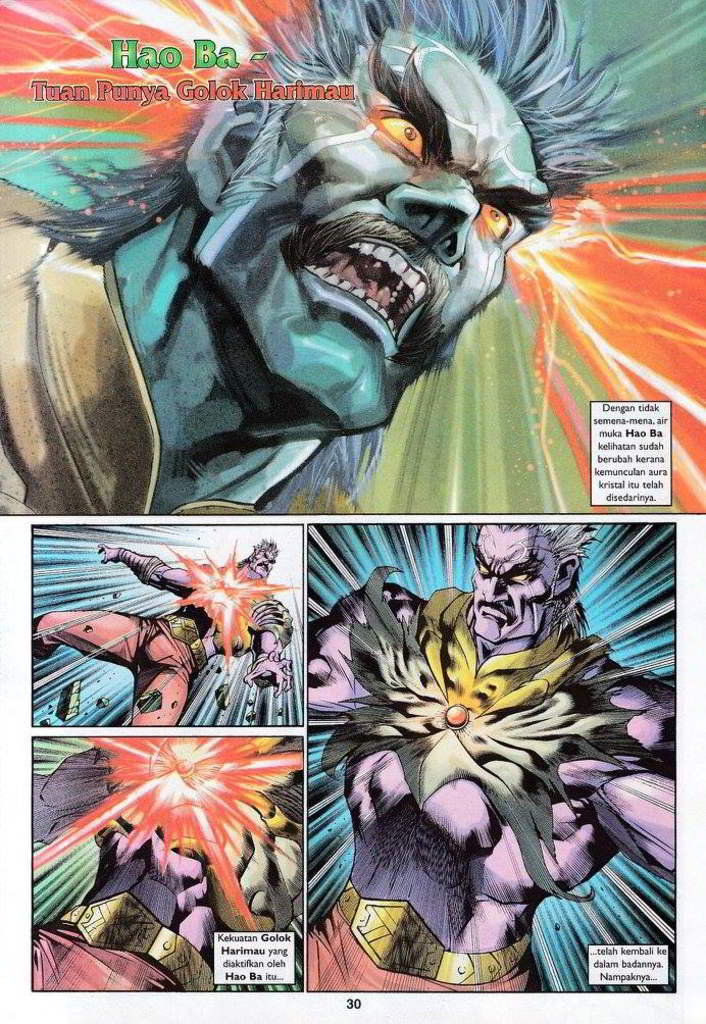 Hao Ba -
Tuan Punya Golok Harimau
Dengan tidak
semena-mena, air
muka Hao Ba
kelihatan sudah
berubah kerana
kemunculan aura
kristal itu telah
disedarinya.
Kekuatan Golok
Harimau yang
diaktifkan oleh
Hao Ba itu...
...telah kembali ke
dalam badannya.
Nampaknya...
30